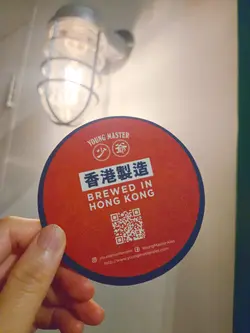 YOUNG MASTER
少爺
香港製造
BREWED IN
HONG KONG